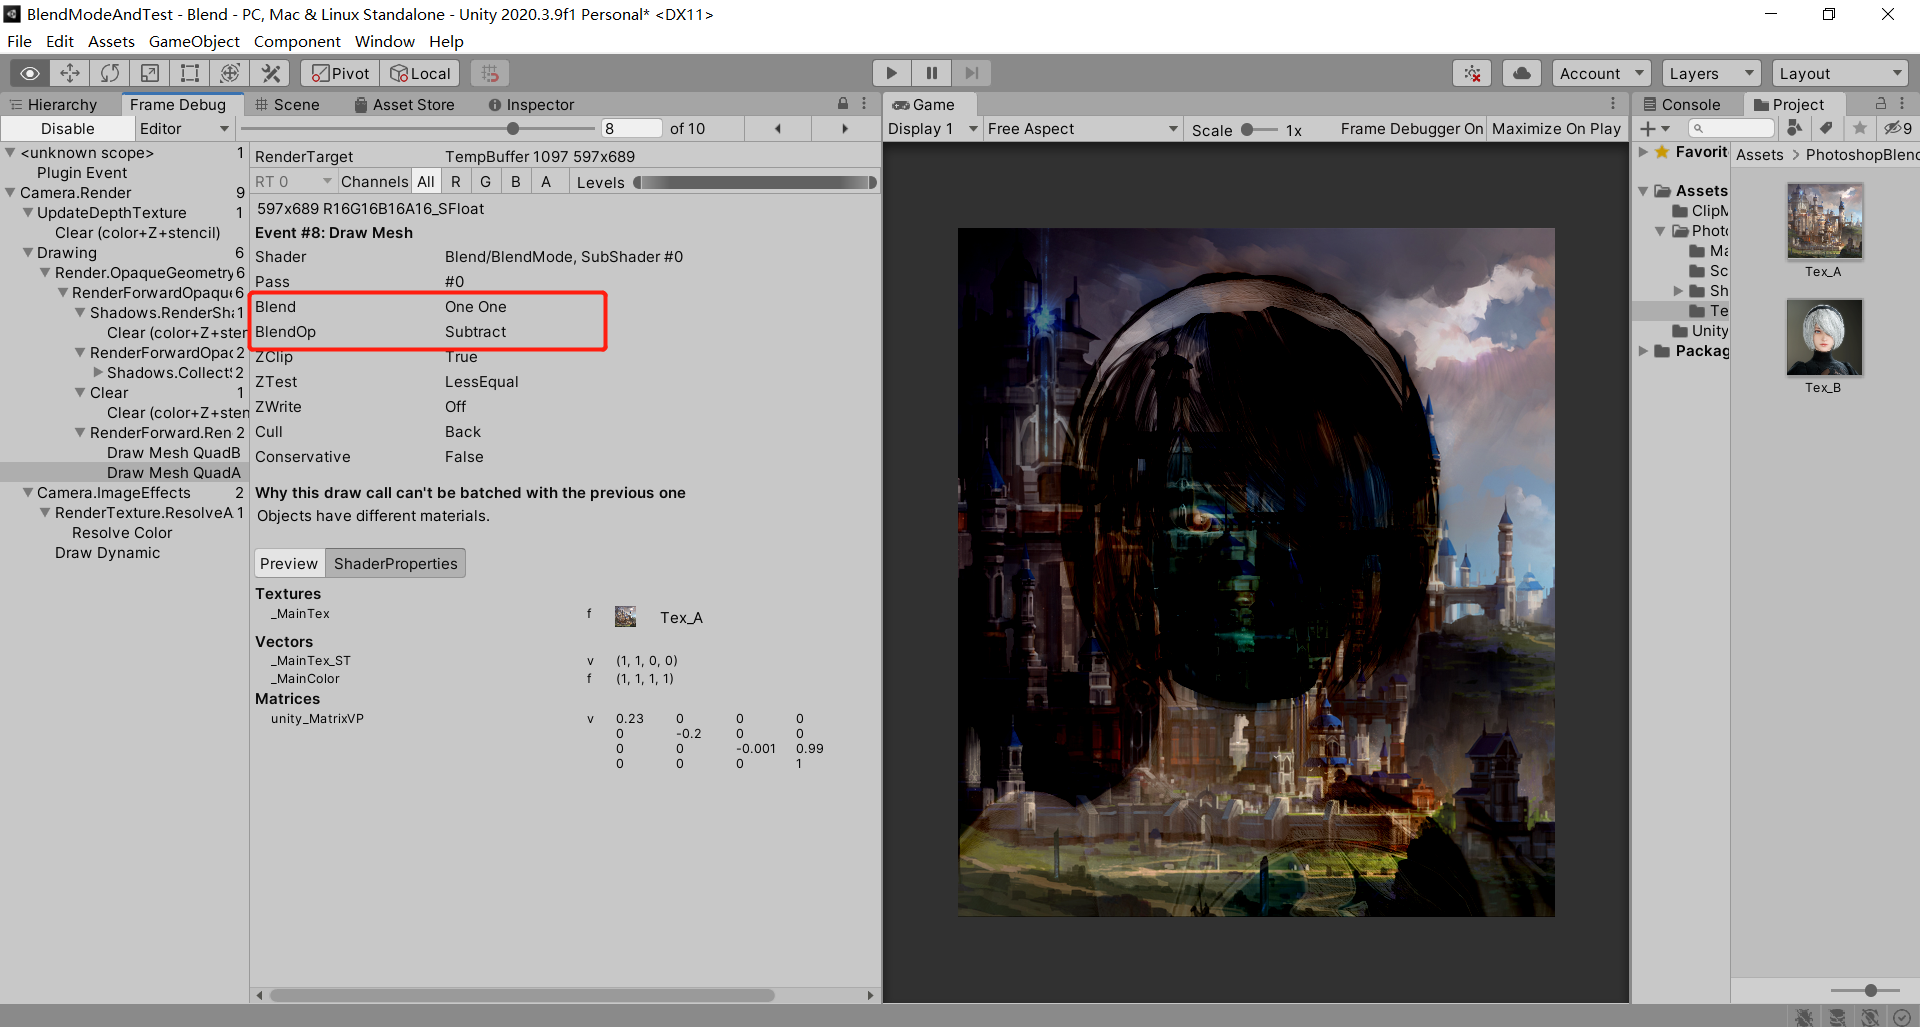 BlendModeAndTest - Blend - PC, Mac & Linux Standalone - Unity 2020.3.9f1 Personal* <DX11>
File Edit Assets GameObject Component Window Help
Pivot Local Account Layers Layout
Hierarchy Frame Debug Scene Asset Store Inspector
Disable Editor 8 of 10
<unknown scope> 1
Plugin Event
Camera.Render 9
UpdateDepthTexture 1
Clear (color+Z+stencil)
Drawing 6
Render.OpaqueGeometry 6
RenderForwardOpaque 6
Shadows.RenderSha 1
Clear (color+Z+sten
RenderForwardOpac 2
Shadows.Collect 2
Clear 1
Clear (color+Z+sten
RenderForward.Ren 2
Draw Mesh QuadB
Draw Mesh QuadA
Camera.ImageEffects 2
RenderTexture.ResolveA 1
Resolve Color
Draw Dynamic
RenderTarget TempBuffer 1097 597x689
RT 0 Channels All R G B A Levels
597x689 R16G16B16A16_SFloat
Event #8: Draw Mesh
Shader Blend/BlendMode, SubShader #0
Pass #0
Blend One One
BlendOp Subtract
ZClip True
ZTest LessEqual
ZWrite Off
Cull Back
Conservative False
Why this draw call can't be batched with the previous one
Objects have different materials.
Preview ShaderProperties
Textures
_MainTex f Tex_A
Vectors
_MainTex_ST v (1, 1, 0, 0)
_MainColor f (1, 1, 1, 1)
Matrices
unity_MatrixVP v 0.23 0 0 0
0 -0.2 0 0
0 0 -0.001 0.99
0 0 0 1
Game
Display 1 Free Aspect Scale 1x Frame Debugger On Maximize On Play
Console Project
9
Favorit
Assets
ClipM
Photo
Ma
Sc
Sh
Te
Unity
Packag
Assets > PhotoshopBlend
Tex_A
Tex_B